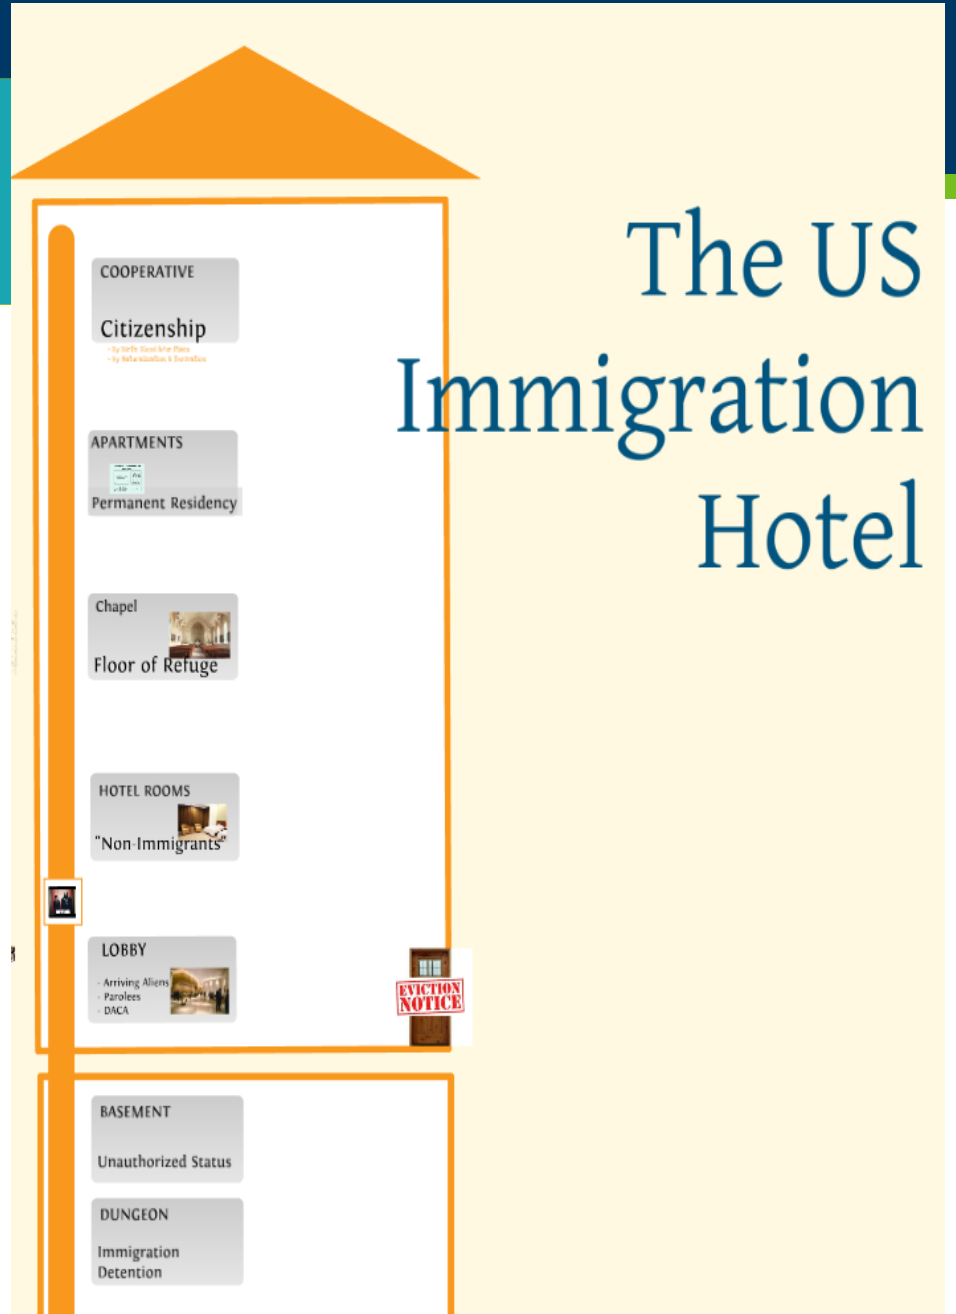 The US
Immigration
Hotel
COOPERATIVE
Citizenship
APARTMENTS
Permanent Residency
Chapel
Floor of Refuge
HOTEL ROOMS
"Non-Immigrants"
LOBBY
- Arriving Aliens
- Parolees
- DACA
EVICTION
NOTICE
BASEMENT
Unauthorized Status
DUNGEON
Immigration
Detention